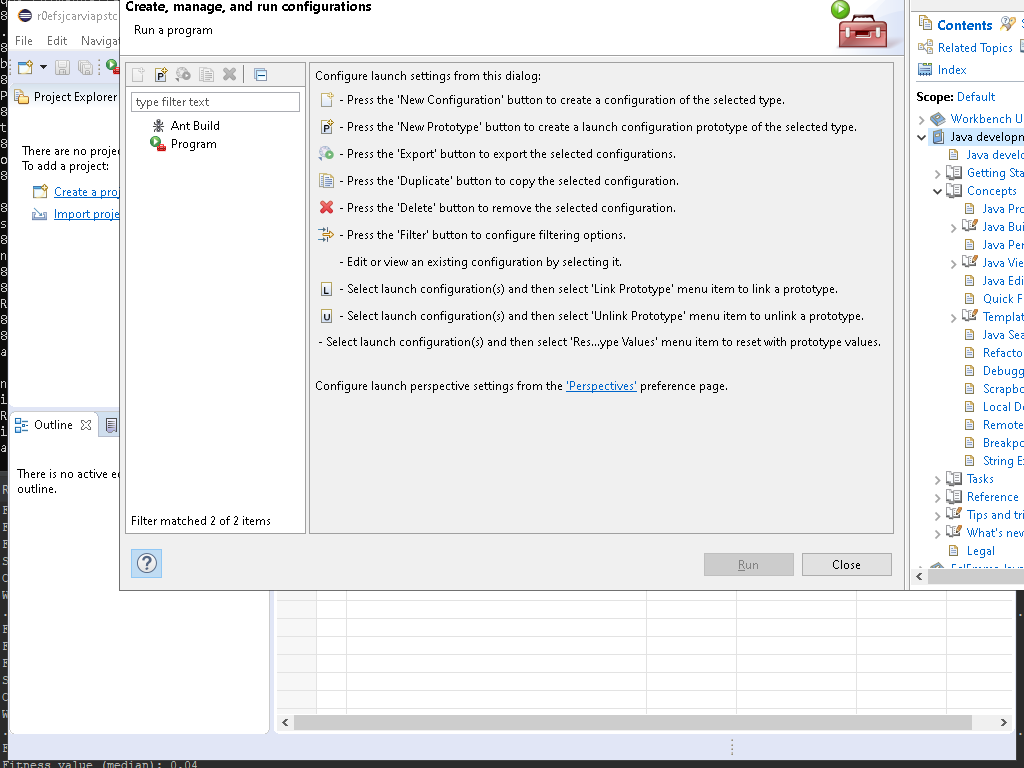 Create, manage, and run configurations
Run a program
r0efsjcarviapstc
File Edit
Project Explorer
There are no
To add a project:
Create a
Import
Outline
There is no active
outline.
type filter text
Ant Build
Program
Filter matched 2 of 2 items
Configure launch settings from this dialog:
- Press the 'New Configuration' button to create a configuration of the selected type.
- Press the 'New Prototype' button to create a launch configuration prototype of the selected type.
- Press the 'Export' button to export the selected configurations.
- Press the 'Duplicate' button to copy the selected configuration.
- Press the 'Delete' button to remove the selected configuration.
- Press the 'Filter' button to configure filtering options.
- Edit or view an existing configuration by selecting it.
L - Select launch configuration(s) and then select 'Link Prototype' menu item to link a prototype.
U - Select launch configuration(s) and then select 'Unlink Prototype' menu item to unlink a prototype.
- Select launch configuration(s) and then select 'Res...ype Values' menu item to reset with prototype values.
Configure launch perspective settings from the 'Perspectives' preference page.
Run
Close
Contents
Related Topics
Index
Scope: Default
Workbench U
Java developm
Java develo
Getting Sta
Concepts
Java Pro
Java Bui
Java Per
Java Vie
Java Edi
Quick F
Templat
Java Sea
Refacto
Debugg
Scrapbo
Local De
Remote
Breakpo
String Ex
Tasks
Reference
Tips and tri
What's new
Legal
Fitness value (median): 0.04